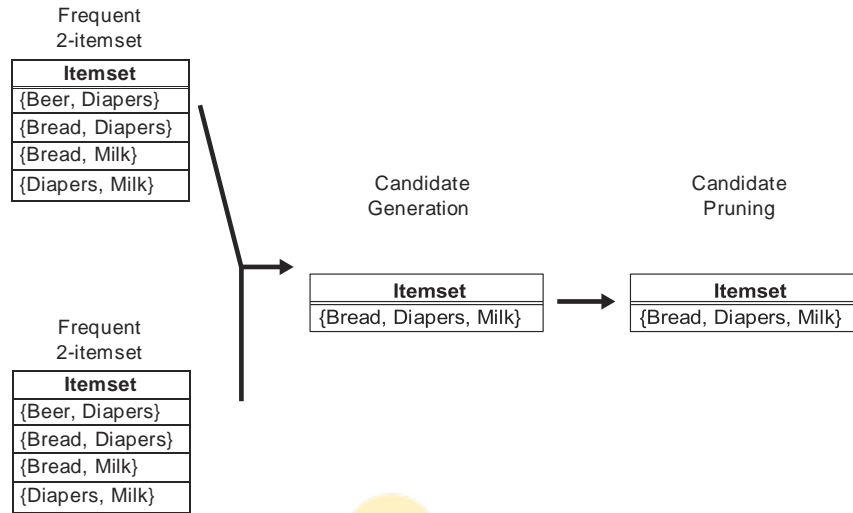 Frequent
2-itemset
Itemset
{Beer, Diapers}
{Bread, Diapers}
{Bread, Milk}
{Diapers, Milk}
Candidate
Generation
Itemset
{Bread, Diapers, Milk}
Candidate
Pruning
Itemset
{Bread, Diapers, Milk}
Frequent
2-itemset
Itemset
{Beer, Diapers}
{Bread, Diapers}
{Bread, Milk}
{Diapers, Milk}